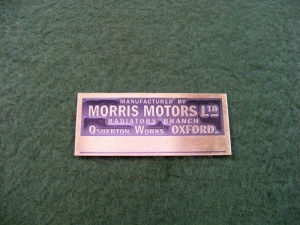 MANUFACTURED BY
MORRIS MOTORS LTD
RADIATORS BRANCH
OSBERTON WORKS, OXFORD.